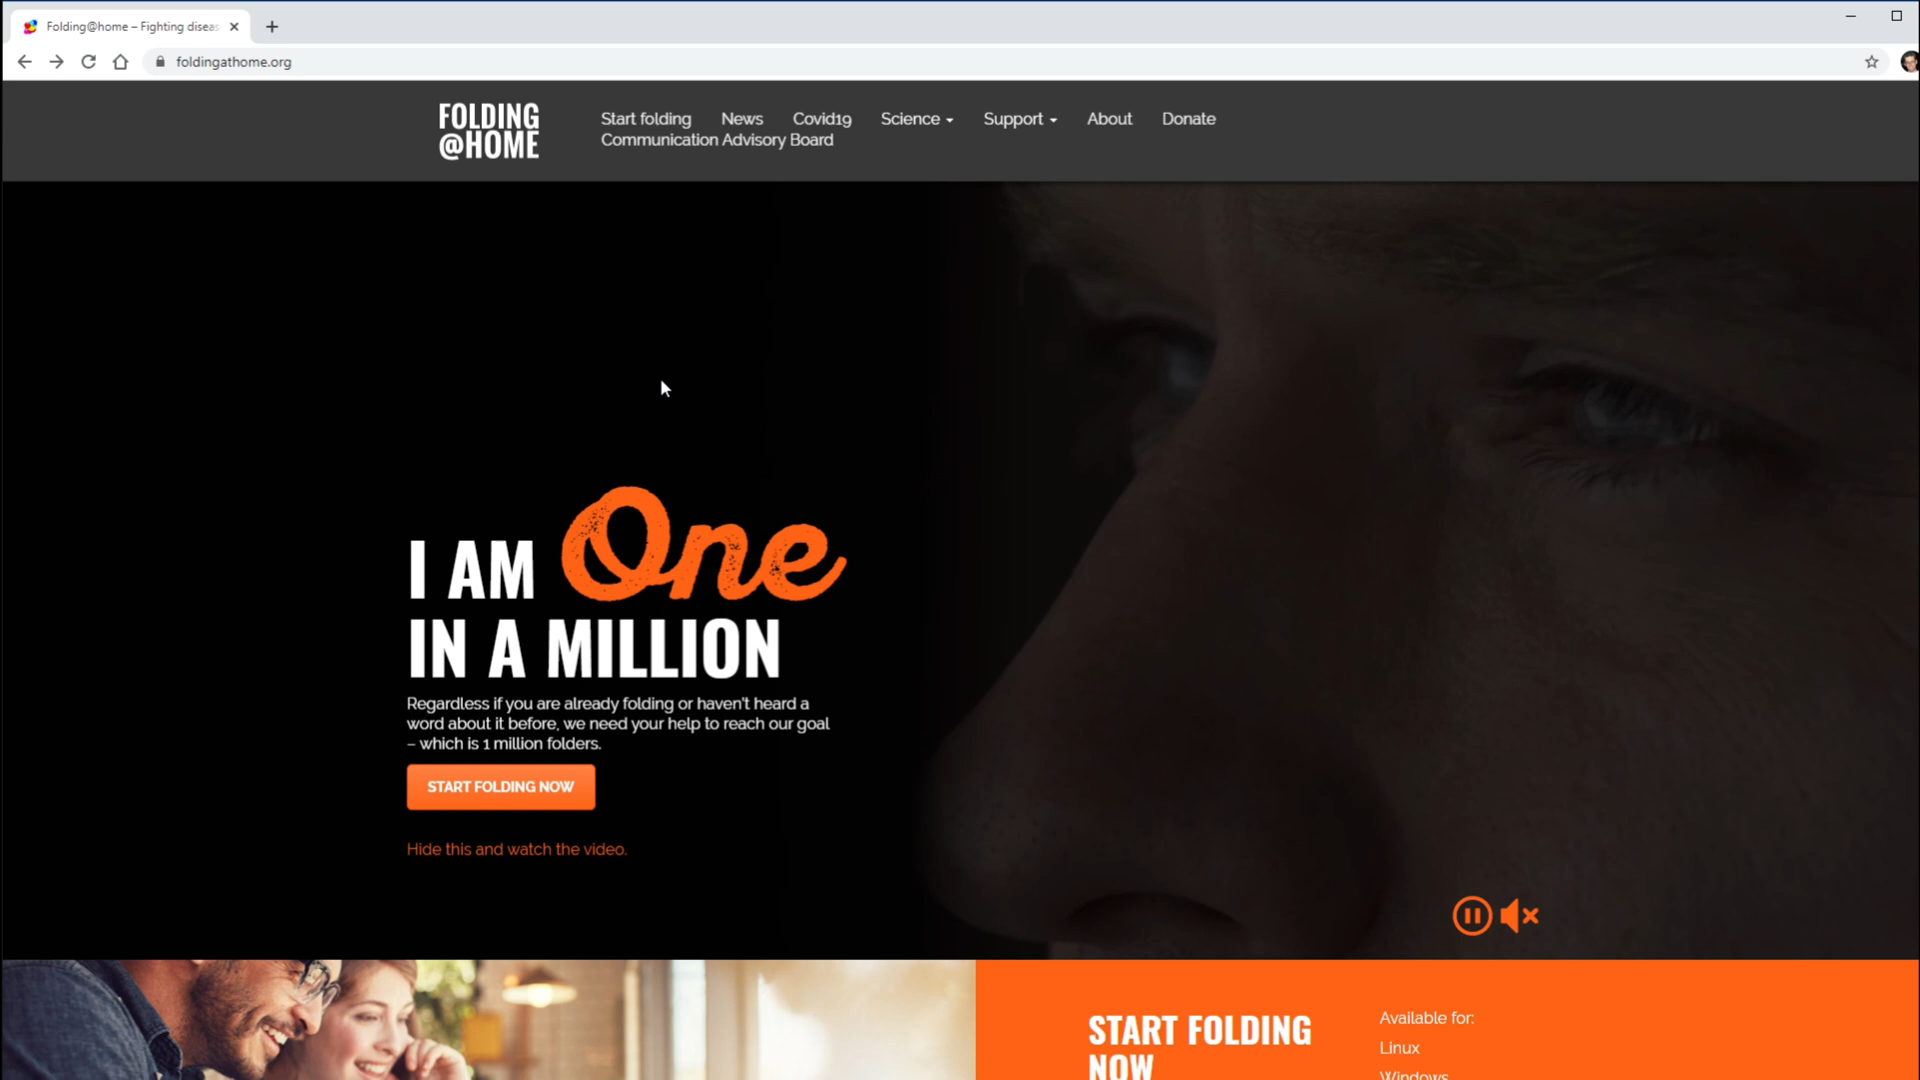 Folding@home – Fighting diseas
foldingathome.org
FOLDING
@HOME
Start folding News Covid19 Science Support About Donate
Communication Advisory Board
I AM One
IN A MILLION
Regardless if you are already folding or haven't heard a
word about it before, we need your help to reach our goal
– which is 1 million folders.
START FOLDING NOW
Hide this and watch the video.
START FOLDING
NOW
Available for:
Linux
Windows